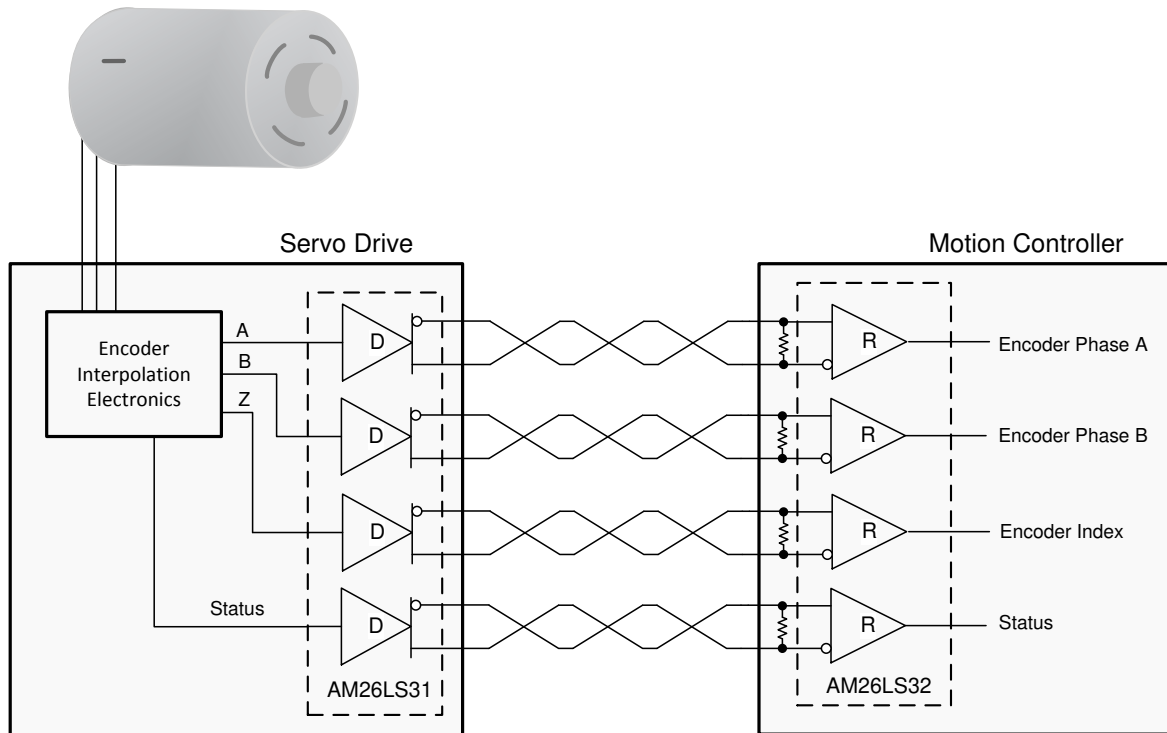 Servo Drive
Motion Controller
Encoder
Interpolation
Electronics
A
B
Z
Status
D
D
D
D
AM26LS31
R
R
R
R
AM26LS32
Encoder Phase A
Encoder Phase B
Encoder Index
Status